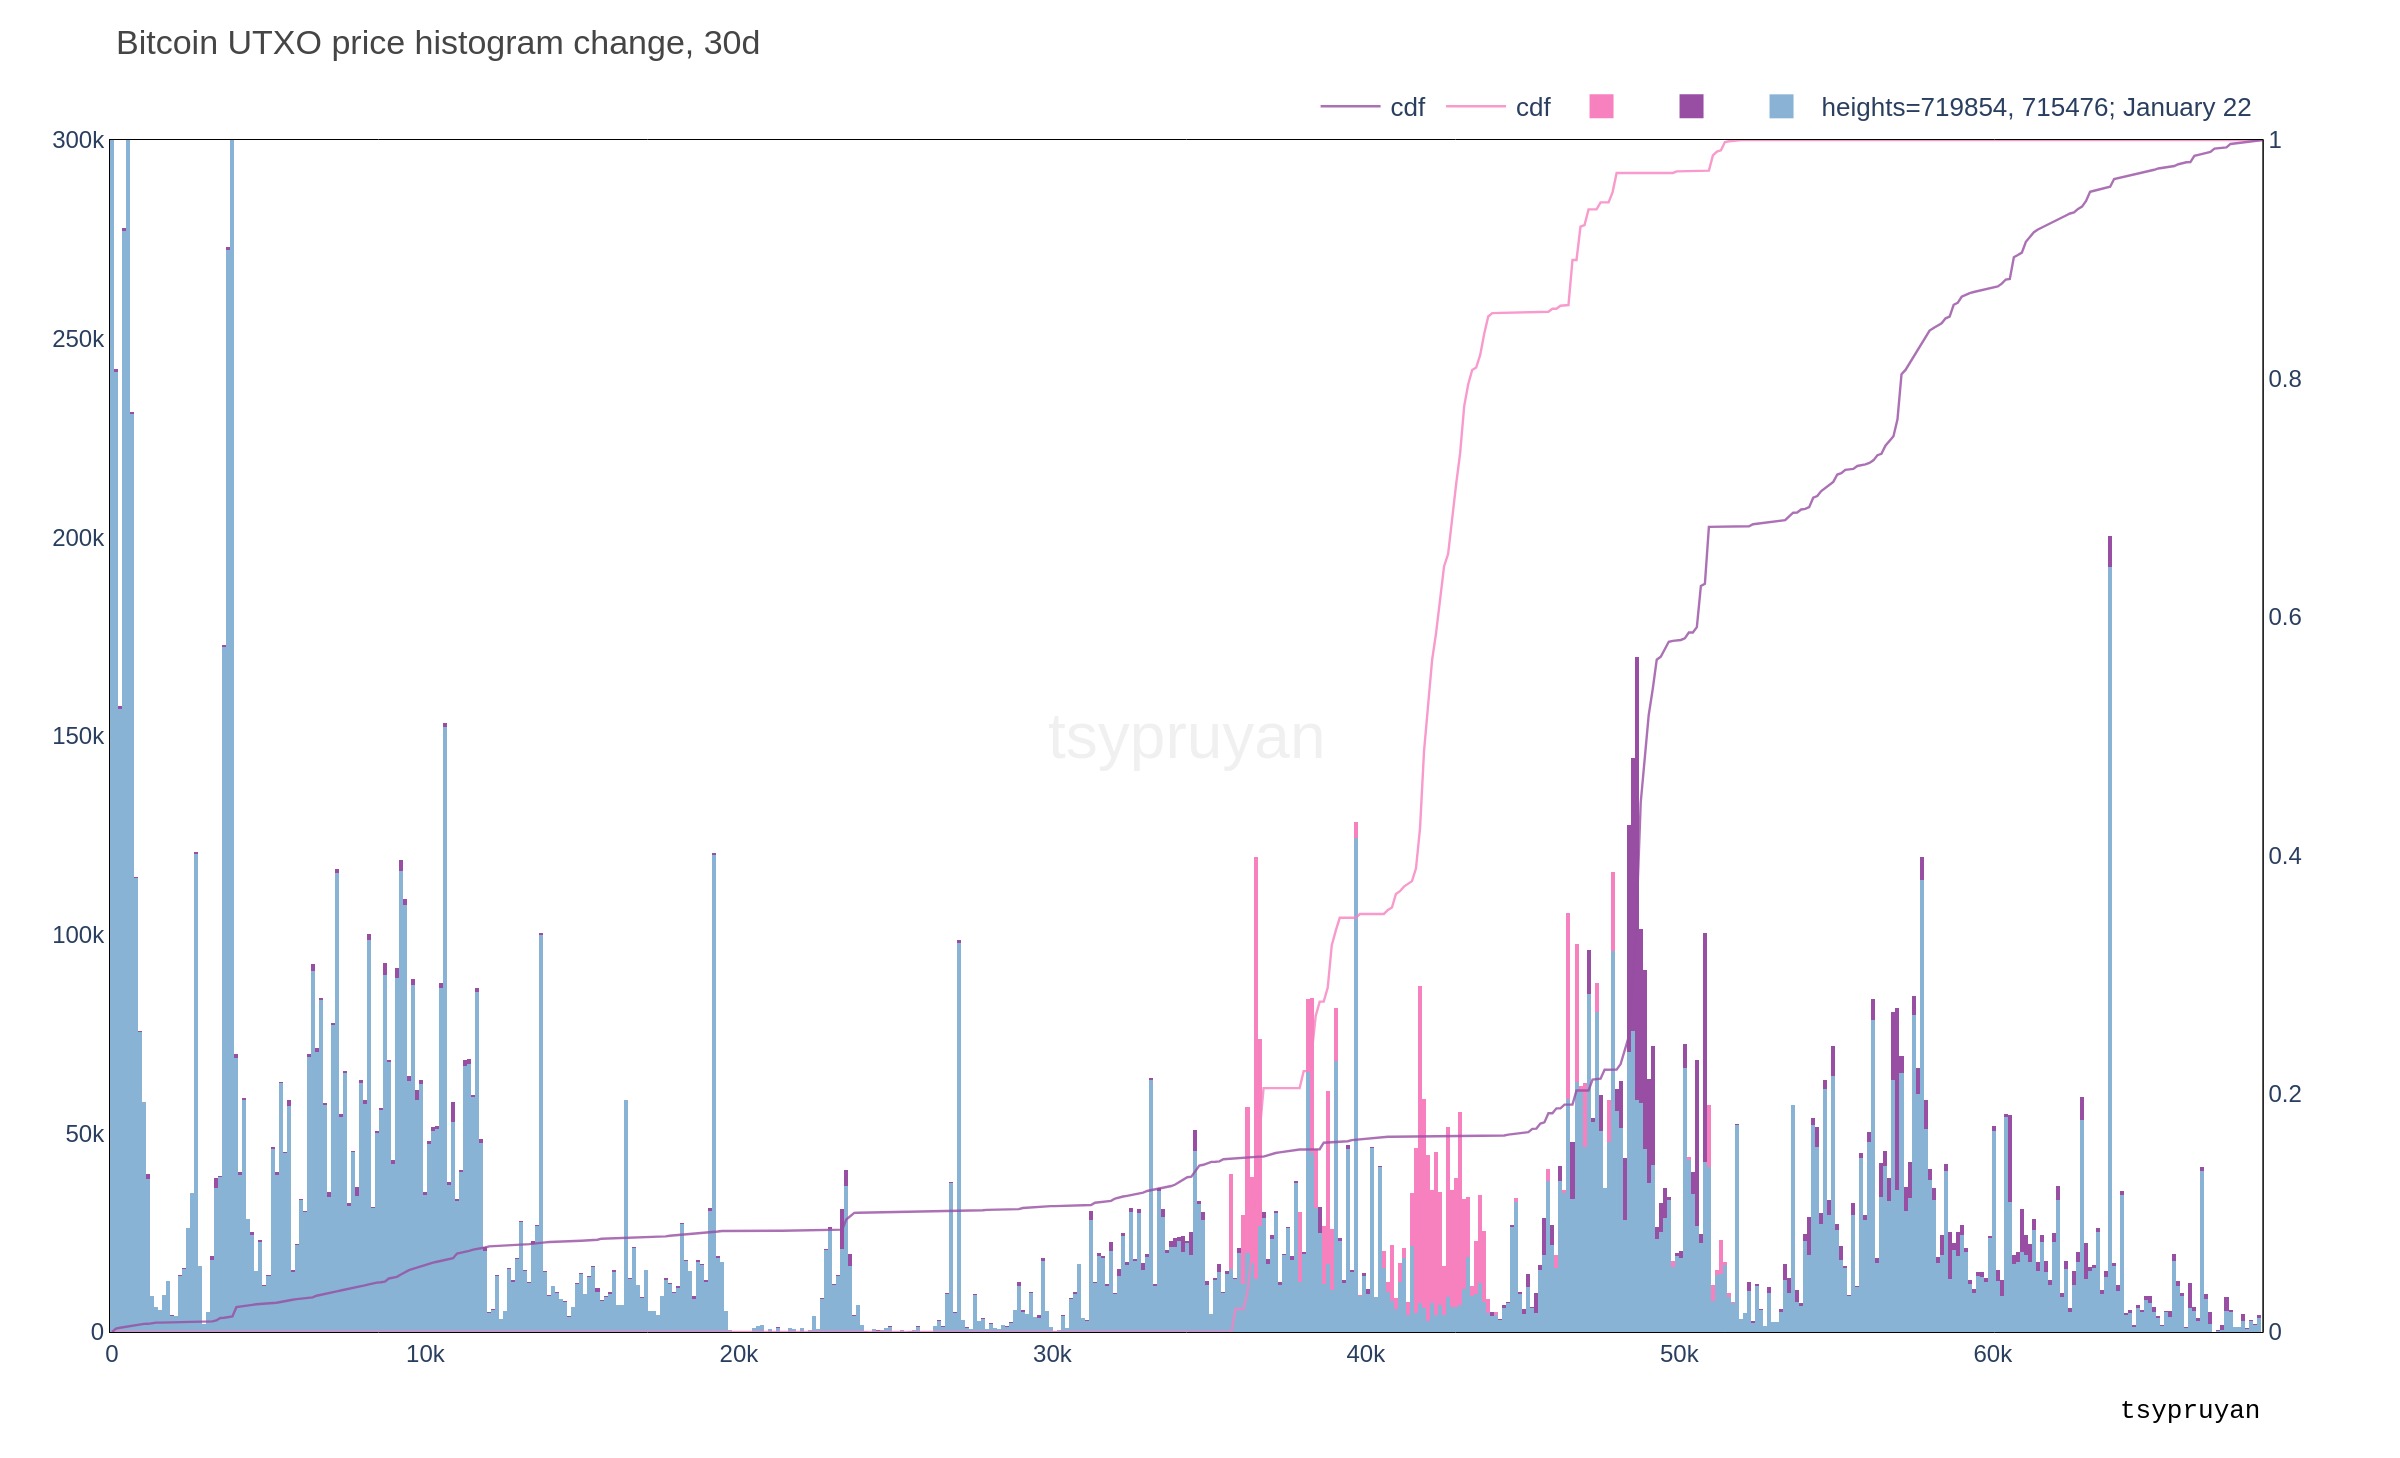 Bitcoin UTXO price histogram change, 30d
cdf cdf heights=719854, 715476; January 22
300k
250k
200k
150k
100k
50k
0
1
0.8
0.6
0.4
0.2
0
tsypruyan
0 10k 20k 30k 40k 50k 60k
tsypruyan